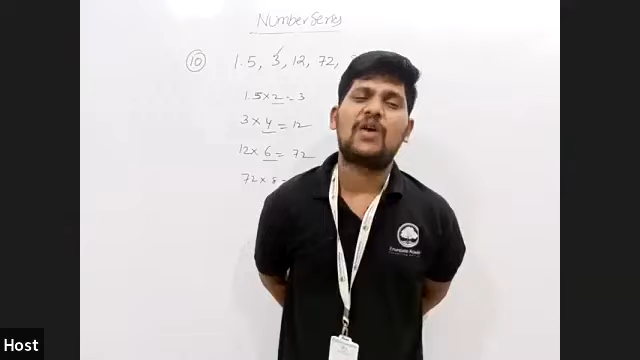 Number Series
10 1.5, 3, 12, 72,
1.5 × 2 = 3
3 × 4 = 12
12 × 6 = 72
72 × 8 =
Host